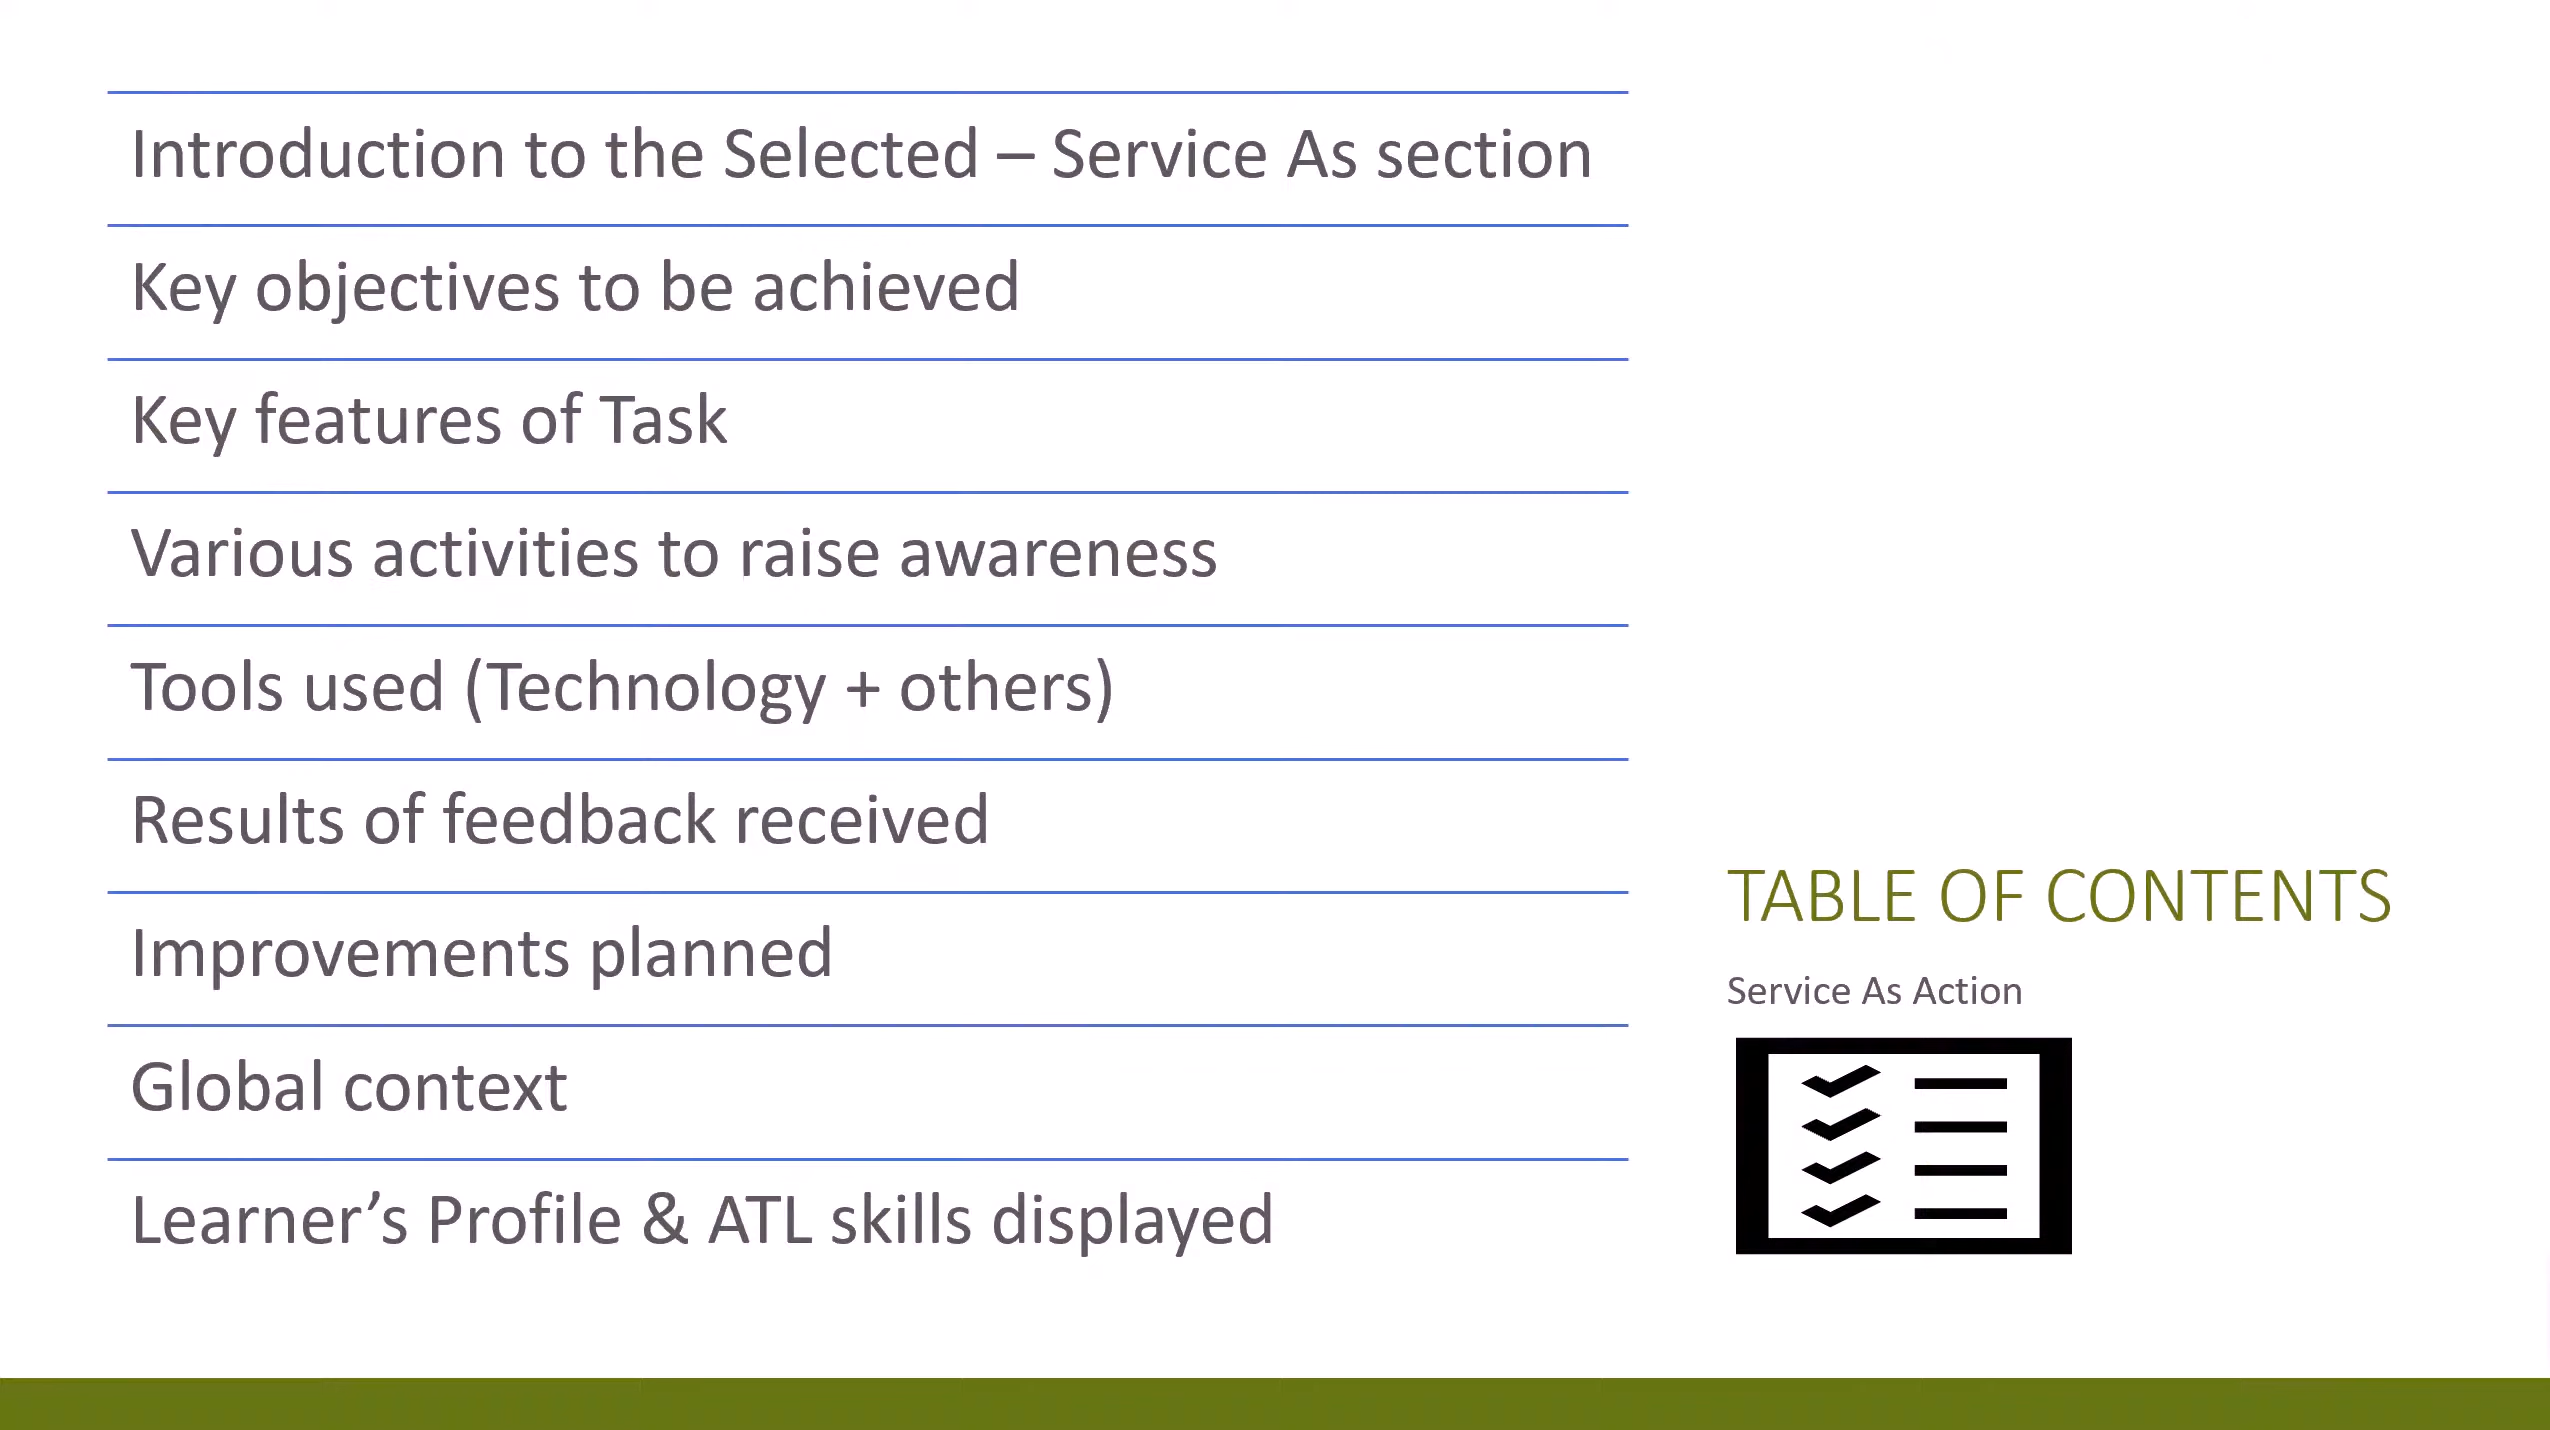 Introduction to the Selected – Service As section
Key objectives to be achieved
Key features of Task
Various activities to raise awareness
Tools used (Technology + others)
Results of feedback received
Improvements planned
Global context
Learner’s Profile & ATL skills displayed
TABLE OF CONTENTS
Service As Action